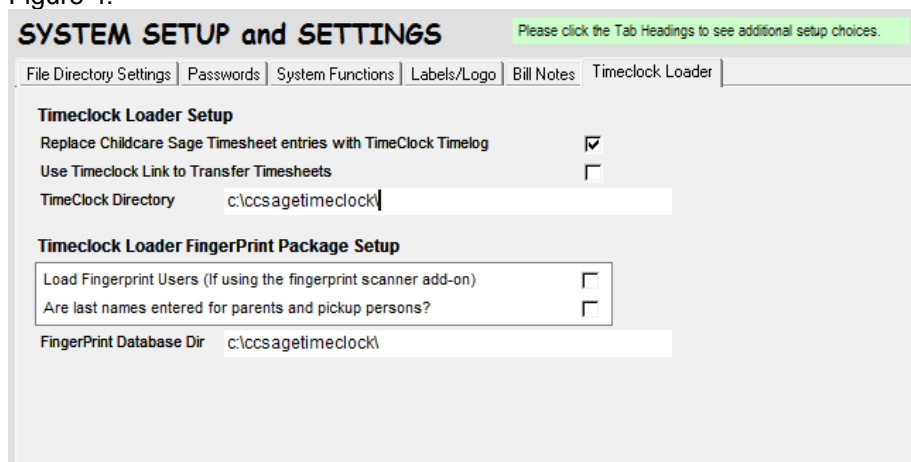 SYSTEM SETUP and SETTINGS
Please click the Tab Headings to see additional setup choices.
File Directory Settings Passwords System Functions Labels/Logo Bill Notes Timeclock Loader
Timeclock Loader Setup
Replace Childcare Sage Timesheet entries with TimeClock Timelog
Use Timeclock Link to Transfer Timesheets
TimeClock Directory c:\ccsagetimeclock\
Timeclock Loader FingerPrint Package Setup
Load Fingerprint Users (If using the fingerprint scanner add-on)
Are last names entered for parents and pickup persons?
FingerPrint Database Dir c:\ccsagetimeclock\